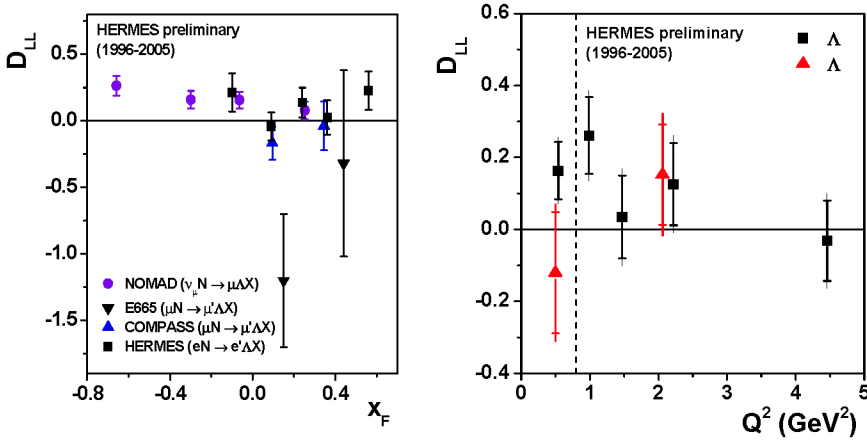 HERMES preliminary
(1996-2005)
D_LL
0.5
0.0
-0.5
-1.0
-1.5
NOMAD (ν_μN → μΛX)
E665 (μN → μ'ΛX)
COMPASS (μN → μ'ΛX)
HERMES (eN → e'ΛX)
-0.8 -0.4 0.0 0.4
x_F
HERMES preliminary
(1996-2005)
Λ
Λ
D_LL
0.6
0.4
0.2
0.0
-0.2
-0.4
0 1 2 3 4 5
Q² (GeV²)